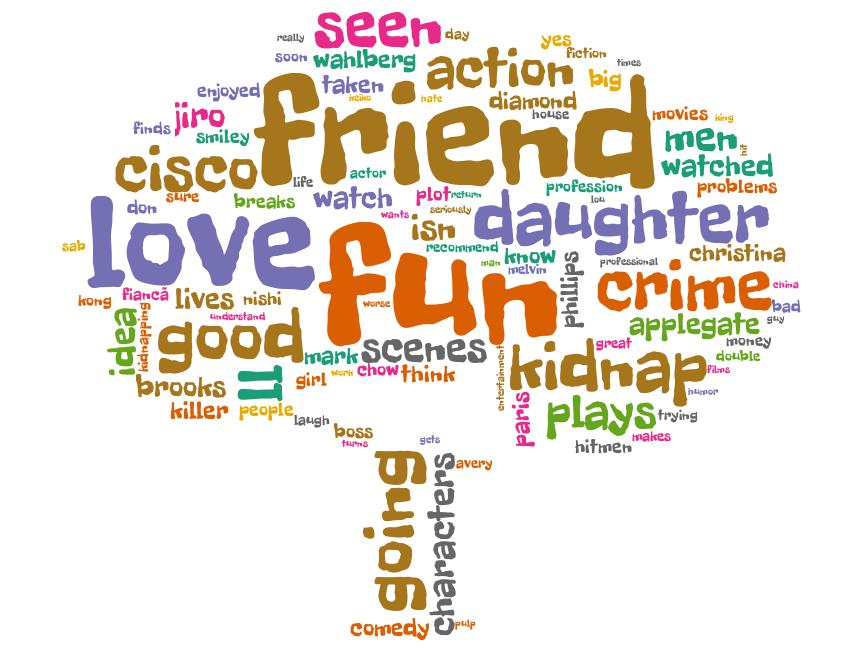 seen
day
really
yes
soon
wahlberg
action
fiction
times
enjoyed
taken
keiko
hate
big
friend
diamond
house
jiro
finds
smiley
movies
king
men
hit
watched
cisco
life
actor
profession
problems
sure
breaks
watch
plot
return
lou
don
love
wants
seriously
isn
daughter
sab
fun
recommend
know
man
melvin
phillips
professional
christina
crime
china
kong
fiancã
lives
nishi
worse
bad
understand
applegate
guy
idea
kidnapping
good
mark
scenes
great
money
double
II
girl
work
chow
think
entertainment
kidnap
films
humor
brooks
killer
people
laugh
paris
plays
trying
boss
turns
gets
hitmen
makes
going
characters
avery
comedy
pulp